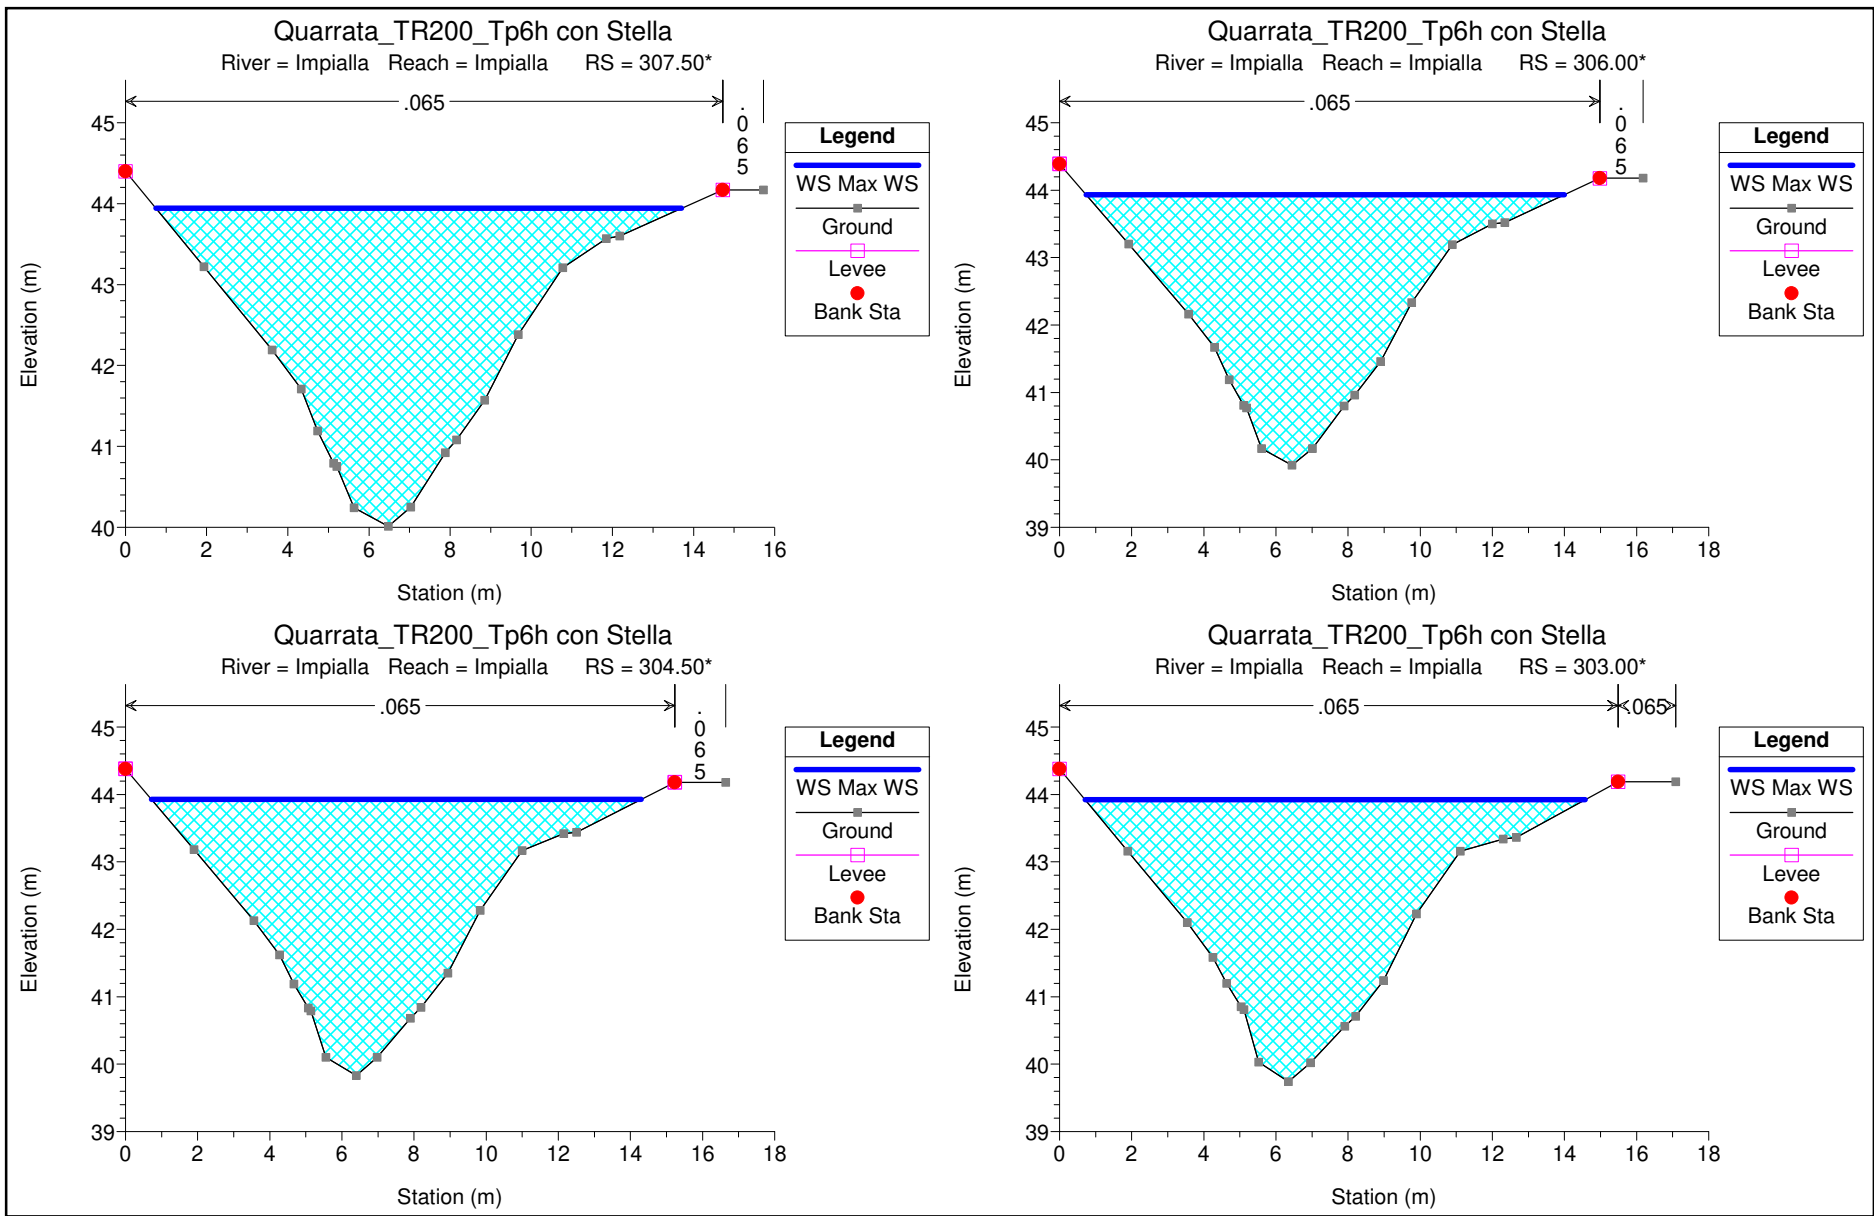 Quarrata_TR200_Tp6h con Stella
River = Impialla Reach = Impialla RS = 307.50*
.065
.
0
6
5
45
44
43
42
41
40
0 2 4 6 8 10 12 14 16
Station (m)
Elevation (m)
Legend
WS Max WS
Ground
Levee
Bank Sta
Quarrata_TR200_Tp6h con Stella
River = Impialla Reach = Impialla RS = 306.00*
.065
.
0
6
5
45
44
43
42
41
40
39
0 2 4 6 8 10 12 14 16 18
Station (m)
Elevation (m)
Legend
WS Max WS
Ground
Levee
Bank Sta
Quarrata_TR200_Tp6h con Stella
River = Impialla Reach = Impialla RS = 304.50*
.065
.
0
6
5
45
44
43
42
41
40
39
0 2 4 6 8 10 12 14 16 18
Station (m)
Elevation (m)
Legend
WS Max WS
Ground
Levee
Bank Sta
Quarrata_TR200_Tp6h con Stella
River = Impialla Reach = Impialla RS = 303.00*
.065 .065
45
44
43
42
41
40
39
0 2 4 6 8 10 12 14 16 18
Station (m)
Elevation (m)
Legend
WS Max WS
Ground
Levee
Bank Sta